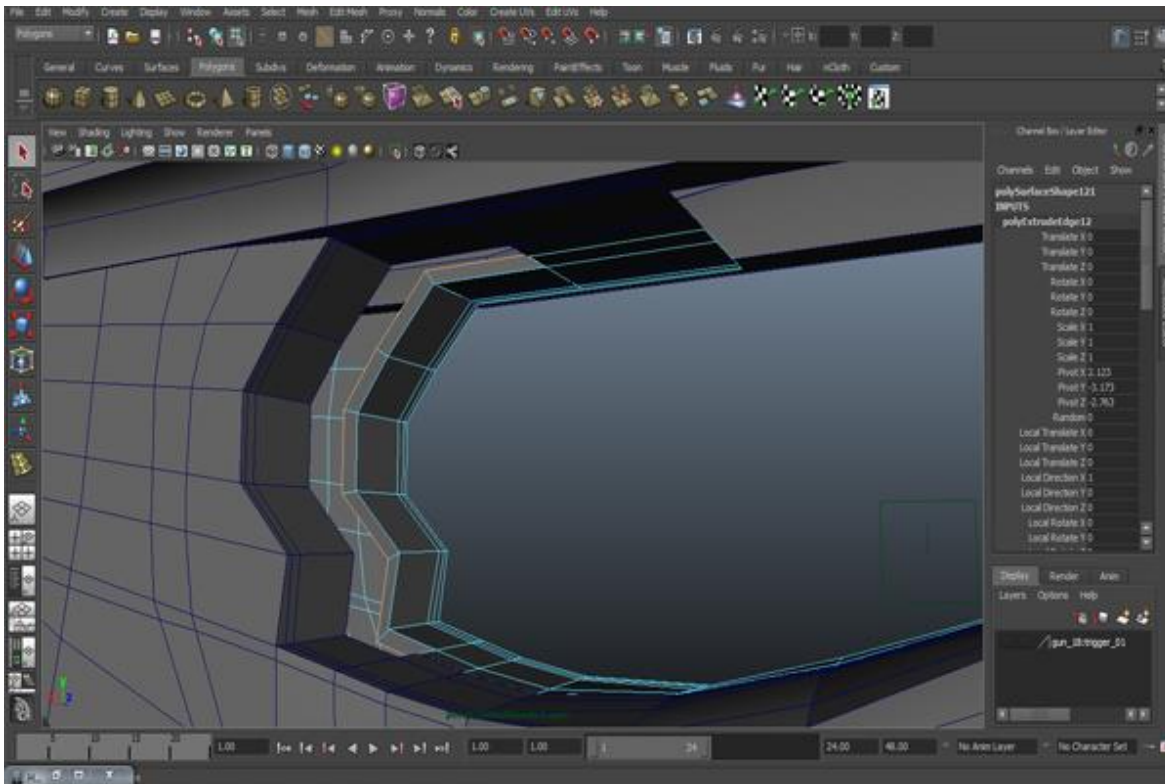 File Edit Modify Create Display Window Assets Select Mesh Edit Mesh Proxy Normals Color Create UVs Edit UVs Help
Polygons X: Y: Z:
General Curves Surfaces Polygons Subdivs Deformation Animation Dynamics Rendering PaintEffects Toon Muscle Fluids Fur Hair nCloth Custom
View Shading Lighting Show Renderer Panels
Channel Box / Layer Editor
Channels Edit Object Show
polySurfaceShape121
INPUTS
polyExtrudeEdge12
Translate X 0
Translate Y 0
Translate Z 0
Rotate X 0
Rotate Y 0
Rotate Z 0
Scale X 1
Scale Y 1
Scale Z 1
Pivot X 2.123
Pivot Y -3.173
Pivot Z -2.763
Random 0
Local Translate X 0
Local Translate Y 0
Local Translate Z 0
Local Direction X 1
Local Direction Y 0
Local Direction Z 0
Local Rotate X 0
Local Rotate Y 0
Display Render Anim
Layers Options Help
5 10 15 20
1.00 1.00 1.00 1 24 24.00 48.00 No Anim Layer No Character Set